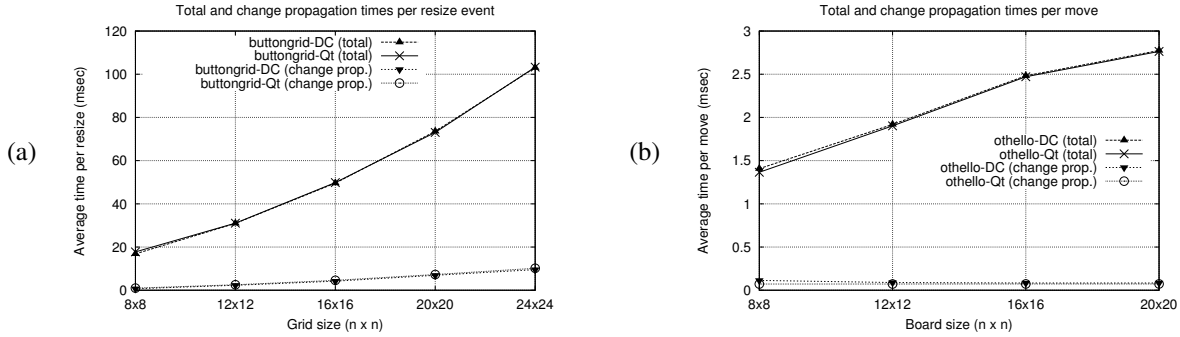 (a)
Total and change propagation times per resize event
Average time per resize (msec)
120
100
80
60
40
20
0
buttongrid-DC (total)
buttongrid-Qt (total)
buttongrid-DC (change prop.)
buttongrid-Qt (change prop.)
8x8 12x12 16x16 20x20 24x24
Grid size (n x n)
(b)
Total and change propagation times per move
Average time per move (msec)
3
2.5
2
1.5
1
0.5
0
othello-DC (total)
othello-Qt (total)
othello-DC (change prop.)
othello-Qt (change prop.)
8x8 12x12 16x16 20x20
Board size (n x n)